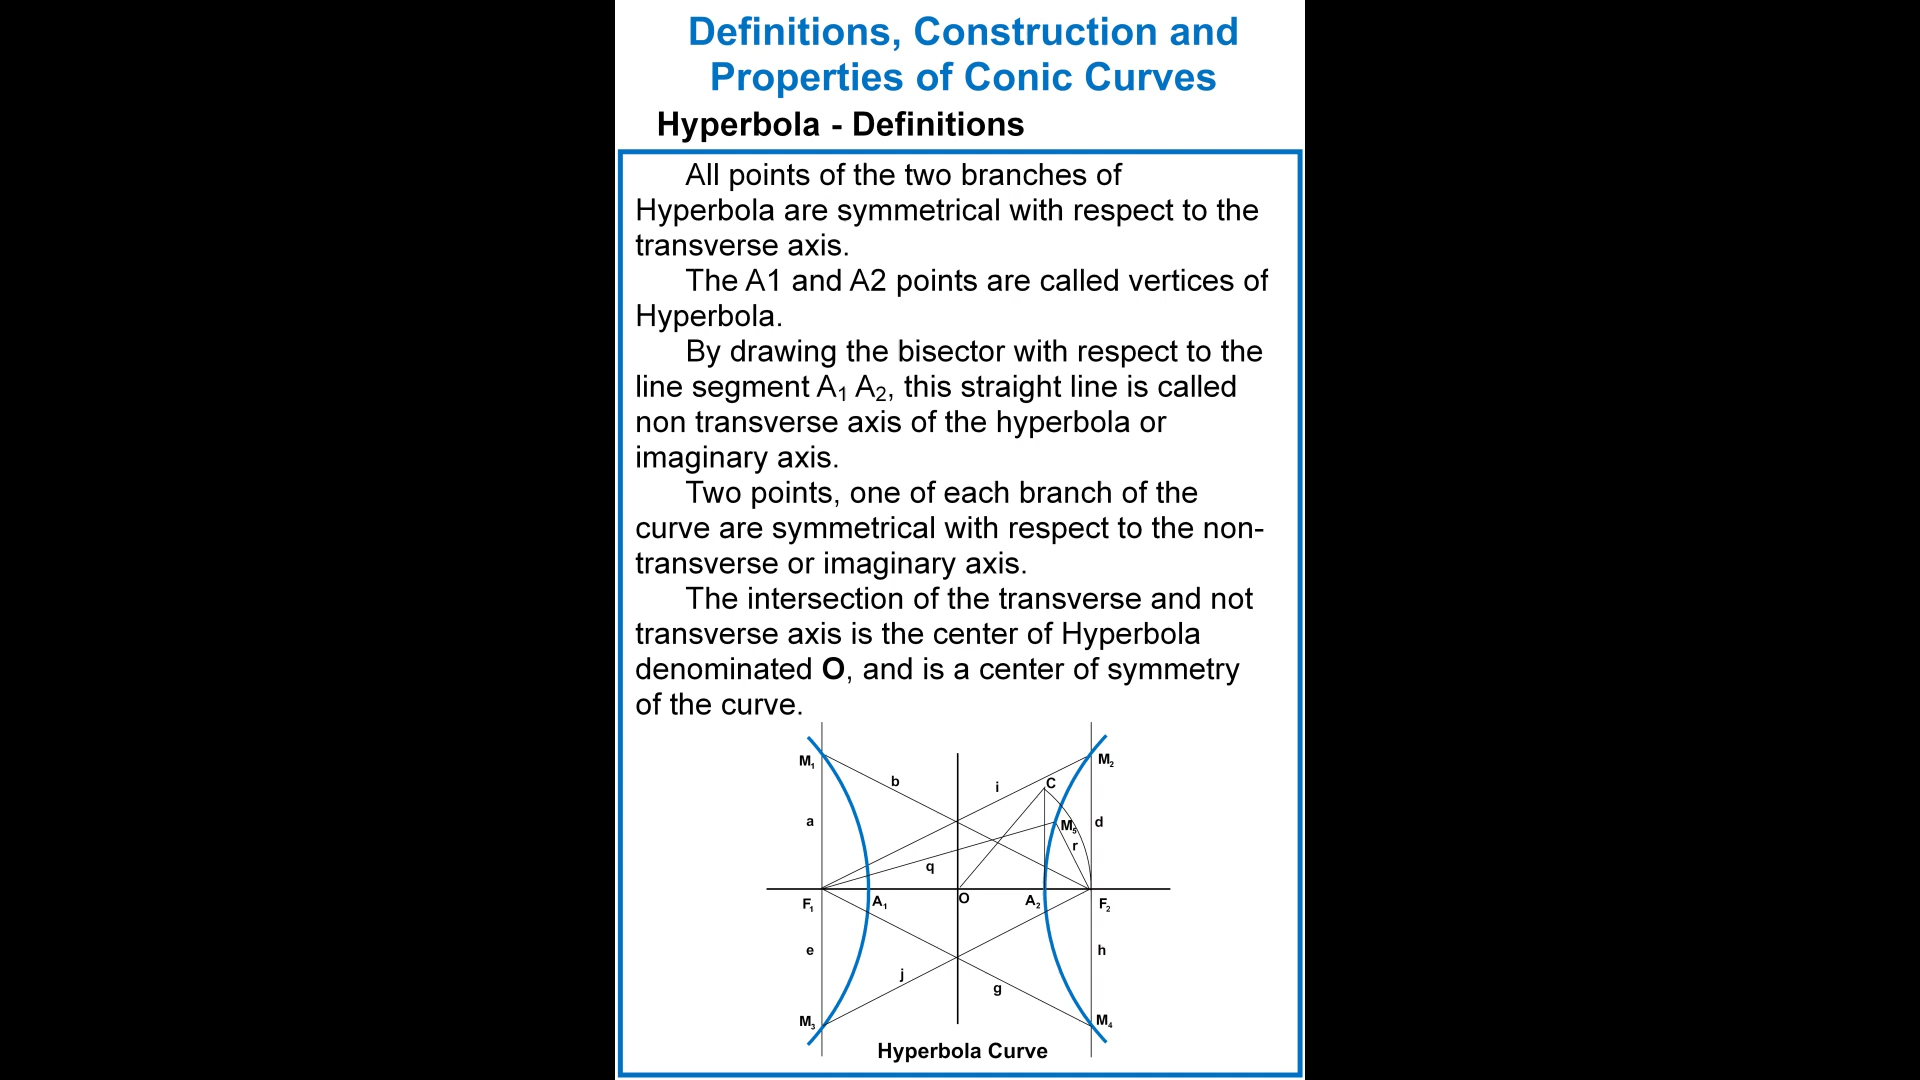 Definitions, Construction and
Properties of Conic Curves
Hyperbola - Definitions
All points of the two branches of
Hyperbola are symmetrical with respect to the
transverse axis.
The A1 and A2 points are called vertices of
Hyperbola.
By drawing the bisector with respect to the
line segment A₁ A₂, this straight line is called
non transverse axis of the hyperbola or
imaginary axis.
Two points, one of each branch of the
curve are symmetrical with respect to the non-
transverse or imaginary axis.
The intersection of the transverse and not
transverse axis is the center of Hyperbola
denominated O, and is a center of symmetry
of the curve.
M₁
M₂
b
i
C
a
M₅
d
r
q
F₁
A₁
O
A₂
F₂
e
h
j
g
M₃
M₄
Hyperbola Curve